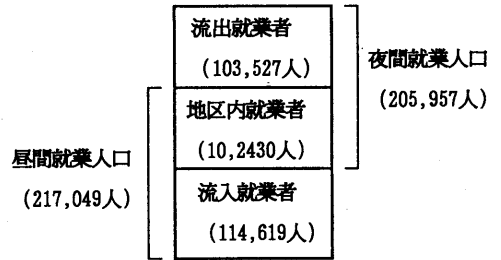 流出就業者
(103,527人)
夜間就業人口
(205,957人)
地区内就業者
(10,2430人)
昼間就業人口
(217,049人)
流入就業者
(114,619人)